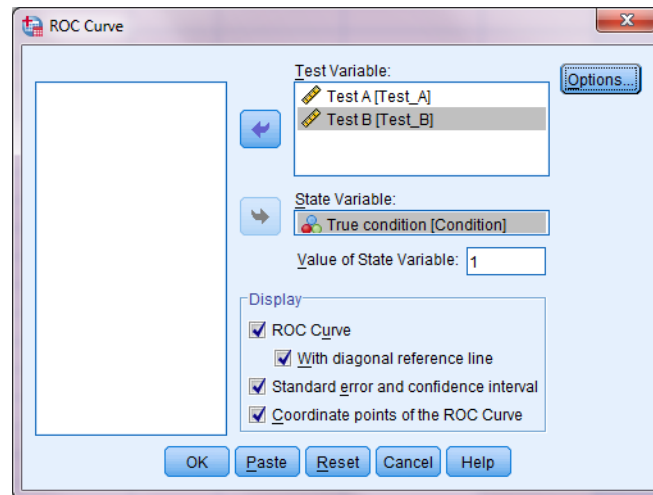 ROC Curve
Test Variable:
Options...
Test A [Test_A]
Test B [Test_B]
State Variable:
True condition [Condition]
Value of State Variable: 1
Display
ROC Curve
With diagonal reference line
Standard error and confidence interval
Coordinate points of the ROC Curve
OK Paste Reset Cancel Help